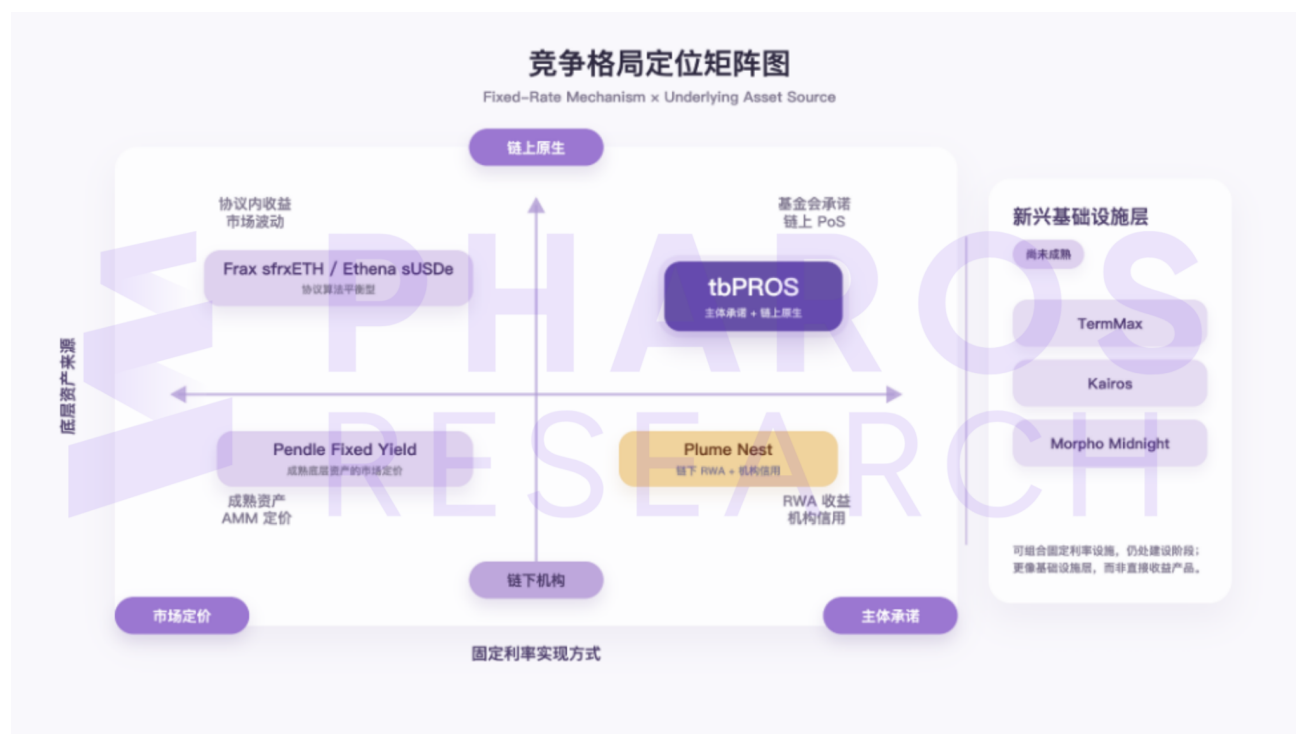 竞争格局定位矩阵图
Fixed-Rate Mechanism × Underlying Asset Source
链上原生
协议内收益
市场波动
基金会承诺
链上 PoS
Frax sfrxETH / Ethena sUSDe
协议算法平衡型
tbPROS
主体承诺 + 链上原生
底层资产来源
Pendle Fixed Yield
成熟底层资产的市场定价
成熟资产
AMM 定价
Plume Nest
链下 RWA + 机构信用
RWA 收益
机构信用
链下机构
市场定价
主体承诺
固定利率实现方式
新兴基础设施层
尚未成熟
TermMax
Kairos
Morpho Midnight
可组合固定利率设施，仍处建设阶段；
更像基础设施层，而非直接收益产品。
PHAROS
RESEARCH